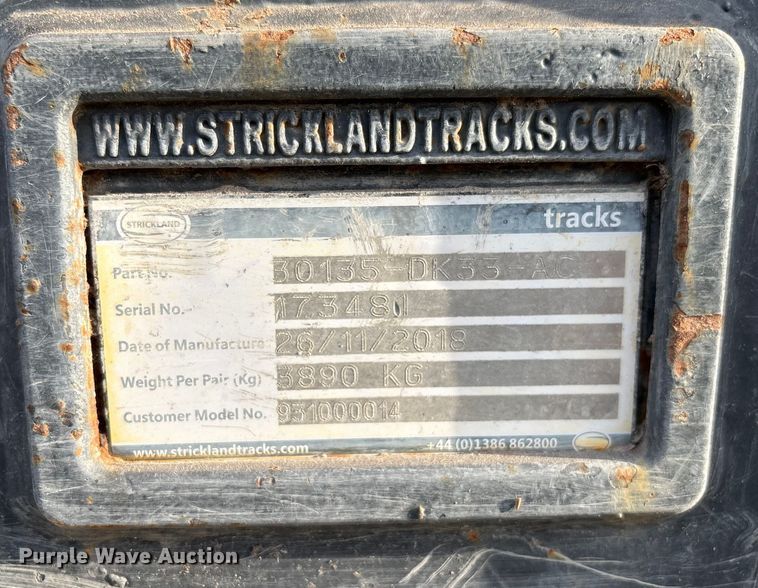 WWW.STRICKLANDTRACKS.COM
STRICKLAND tracks
Part No. 30135-DK33-AC
Serial No. 173481
Date of Manufacture 26/11/2018
Weight Per Pair (Kg) 3890 KG
Customer Model No. 931000014
www.stricklandtracks.com +44 (0)1386 862800
Purple Wave Auction